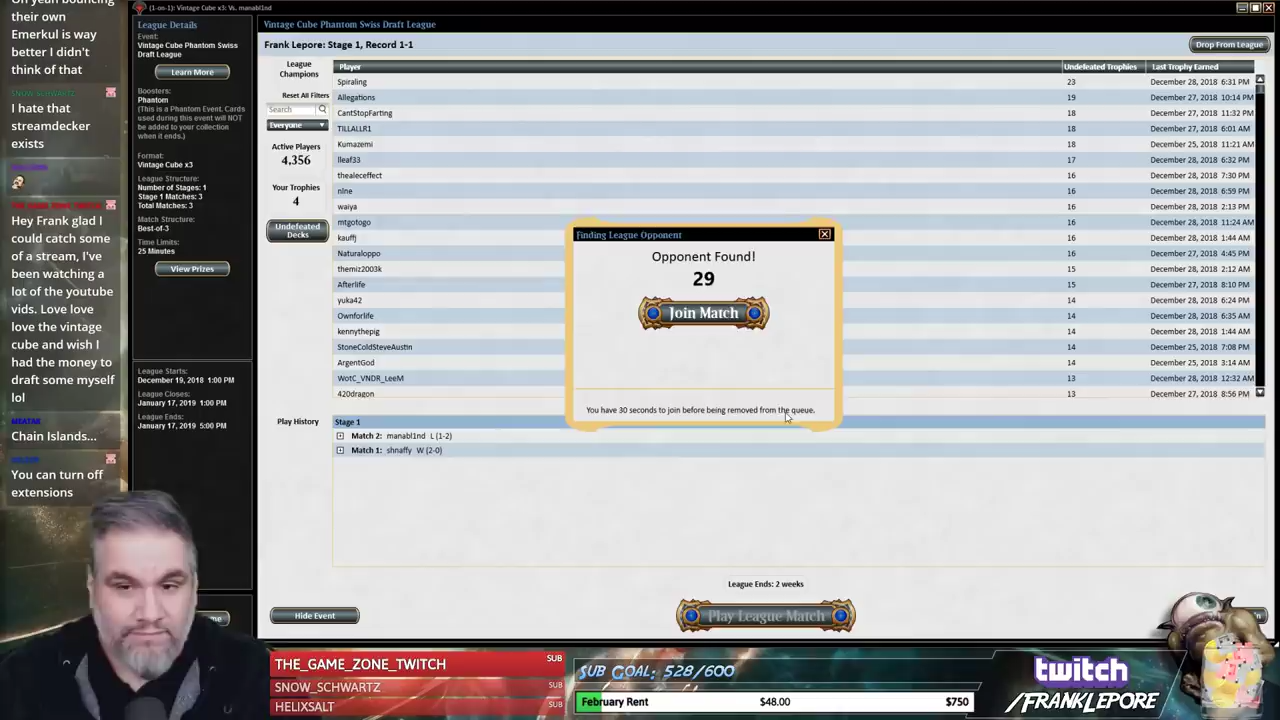 (1-on-1): Vintage Cube x3: Vs. manabl1nd
their own
Emerkul is way
better I didn't
think of that
SNOW_SCHWARTZ
I hate that
streamdecker
exists
Hey Frank glad I
could catch some
of a stream, I've
been watching a
lot of the youtube
vids. Love love
love the vintage
cube and wish I
had the money to
draft some myself
lol
Chain Islands...
You can turn off
extensions
League Details
Event:
Vintage Cube Phantom Swiss
Draft League
Learn More
Boosters:
Phantom
(This is a Phantom Event. Cards
used during this event will NOT
be added to your collection
when it ends.)
Format:
Vintage Cube x3
League Structure:
Number of Stages: 1
Stage 1 Matches: 3
Total Matches: 3
Match Structure:
Best-of-3
Time Limits:
25 Minutes
View Prizes
League Starts:
December 19, 2018 1:00 PM
League Closes:
January 17, 2019 1:00 PM
League Ends:
January 17, 2019 5:00 PM
Vintage Cube Phantom Swiss Draft League
Frank Lepore: Stage 1, Record 1-1
Drop From League
League
Champions
Reset All Filters
Search
Everyone
Active Players
4,356
Your Trophies
4
Undefeated
Decks
Player Undefeated Trophies Last Trophy Earned
Spiraling 23 December 28, 2018 6:31 PM
Allegations 19 December 27, 2018 10:14 PM
CantStopFarting 18 December 27, 2018 11:32 PM
TILLALLR1 18 December 27, 2018 6:01 AM
Kumazemi 18 December 25, 2018 11:21 AM
lleaf33 17 December 28, 2018 6:32 PM
thealeceffect 16 December 28, 2018 7:30 PM
nlne 16 December 28, 2018 6:59 PM
waiya 16 December 28, 2018 2:13 PM
mtgotogo 16 December 28, 2018 11:24 AM
kauffj 16 December 28, 2018 1:44 AM
Naturaloppo 16 December 27, 2018 4:45 PM
themiz2003k 15 December 28, 2018 2:12 AM
Afterlife 15 December 27, 2018 8:10 PM
yuka42 14 December 28, 2018 6:24 PM
Ownforlife 14 December 28, 2018 6:35 AM
kennythepig 14 December 28, 2018 1:44 AM
StoneColdSteveAustin 14 December 25, 2018 7:08 PM
ArgentGod 14 December 25, 2018 3:14 AM
WotC_VNDR_LeeM 13 December 28, 2018 12:32 AM
420dragon 13 December 27, 2018 8:56 PM
Finding League Opponent
Opponent Found!
29
Join Match
You have 30 seconds to join before being removed from the queue.
Play History
Stage 1
Match 2: manabl1nd L (1-2)
Match 1: shnaffy W (2-0)
League Ends: 2 weeks
Hide Event
Play League Match
THE_GAME_ZONE_TWITCH SUB
SNOW_SCHWARTZ SUB
HELIXSALT SUB
SUB GOAL: 528/600
February Rent $48.00 $750
twitch
/FRANKLEPORE